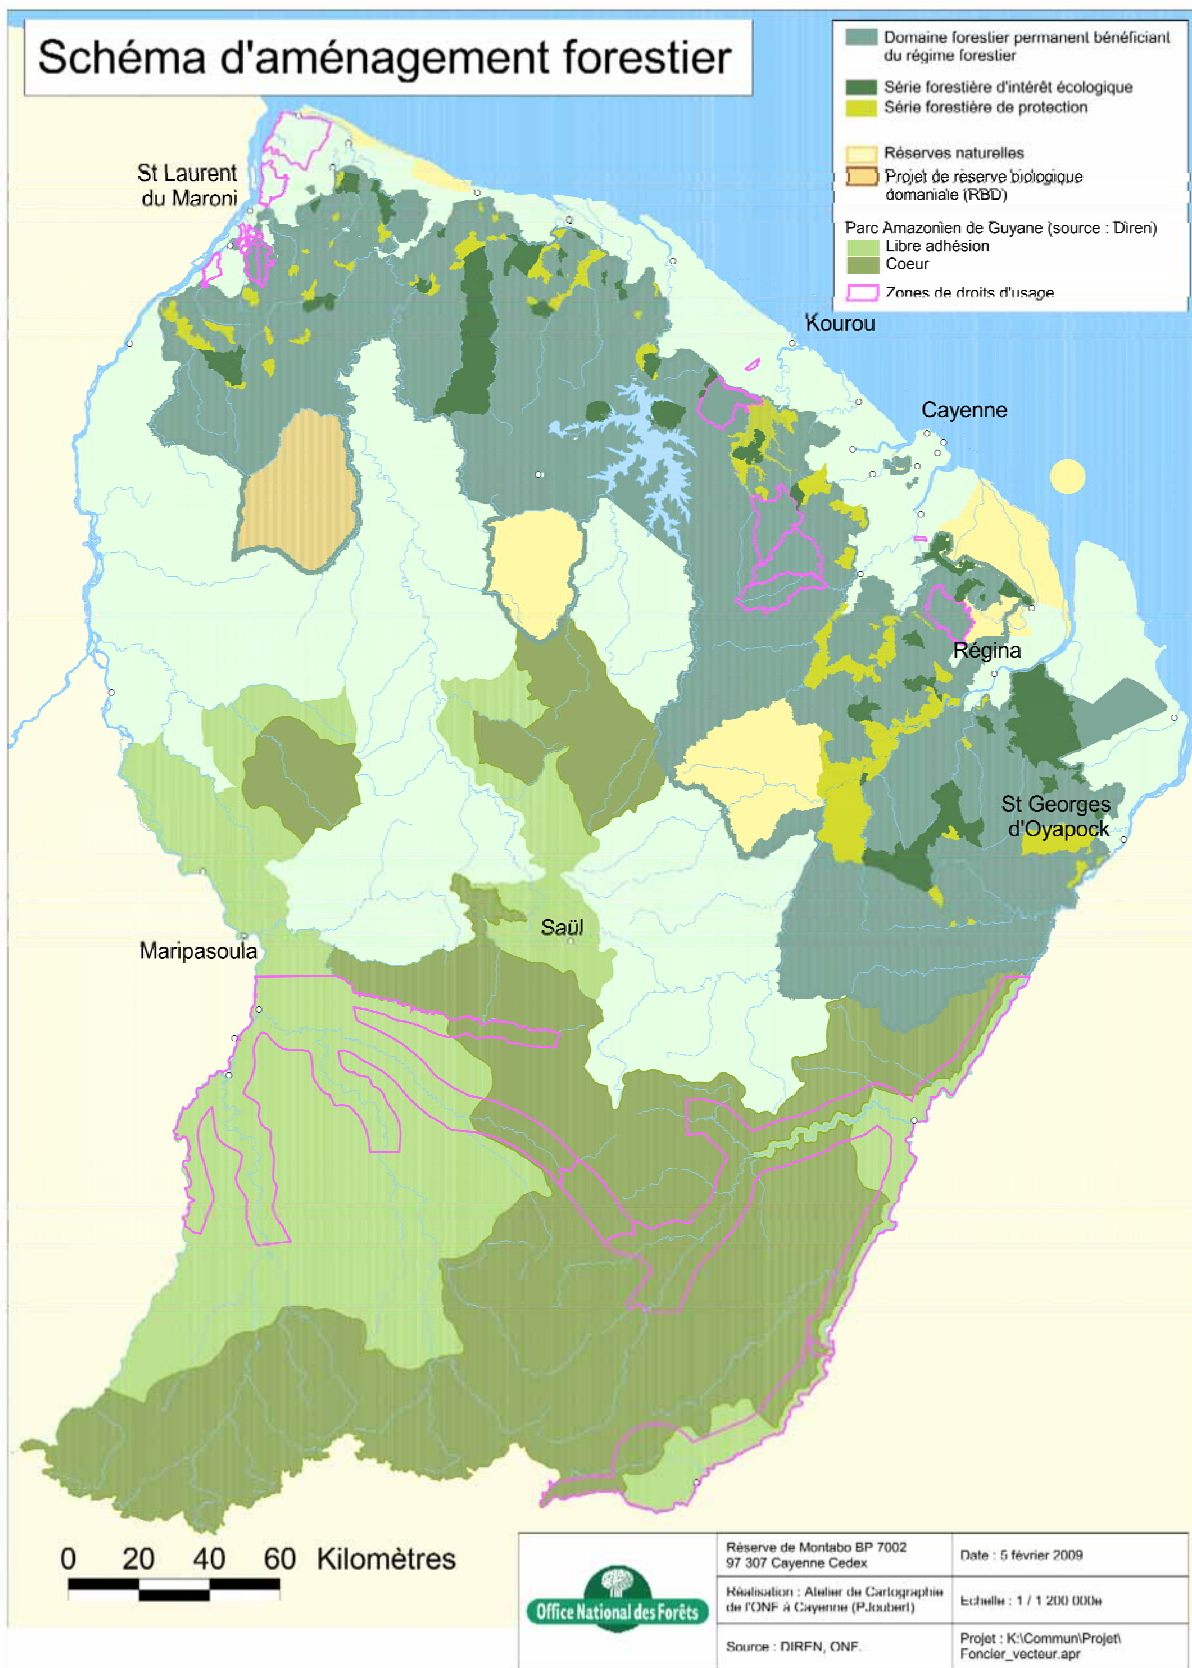 Schéma d'aménagement forestier
Domaine forestier permanent bénéficiant
du régime forestier
Série forestière d'intérêt écologique
Série forestière de protection
Réserves naturelles
Projet de reserve biologique
domaniale (RBD)
Parc Amazonien de Guyane (source : Diren)
Libre adhésion
Coeur
Zones de droits d'usage
St Laurent
du Maroni
Kourou
Cayenne
Régina
St Georges
d'Oyapock
Saül
Maripasoula
0 20 40 60 Kilomètres
Office National des Forêts
Réserve de Montabo BP 7002
97 307 Cayenne Cedex
Date : 5 février 2009
Réalisation : Atelier de Cartographie
de l'ONF à Cayenne (PJoubert)
Echelle : 1 / 1 200 000e
Source : DIREN, ONF.
Projet : K:\Commun\Projet\
Foncier_vecteur.apr